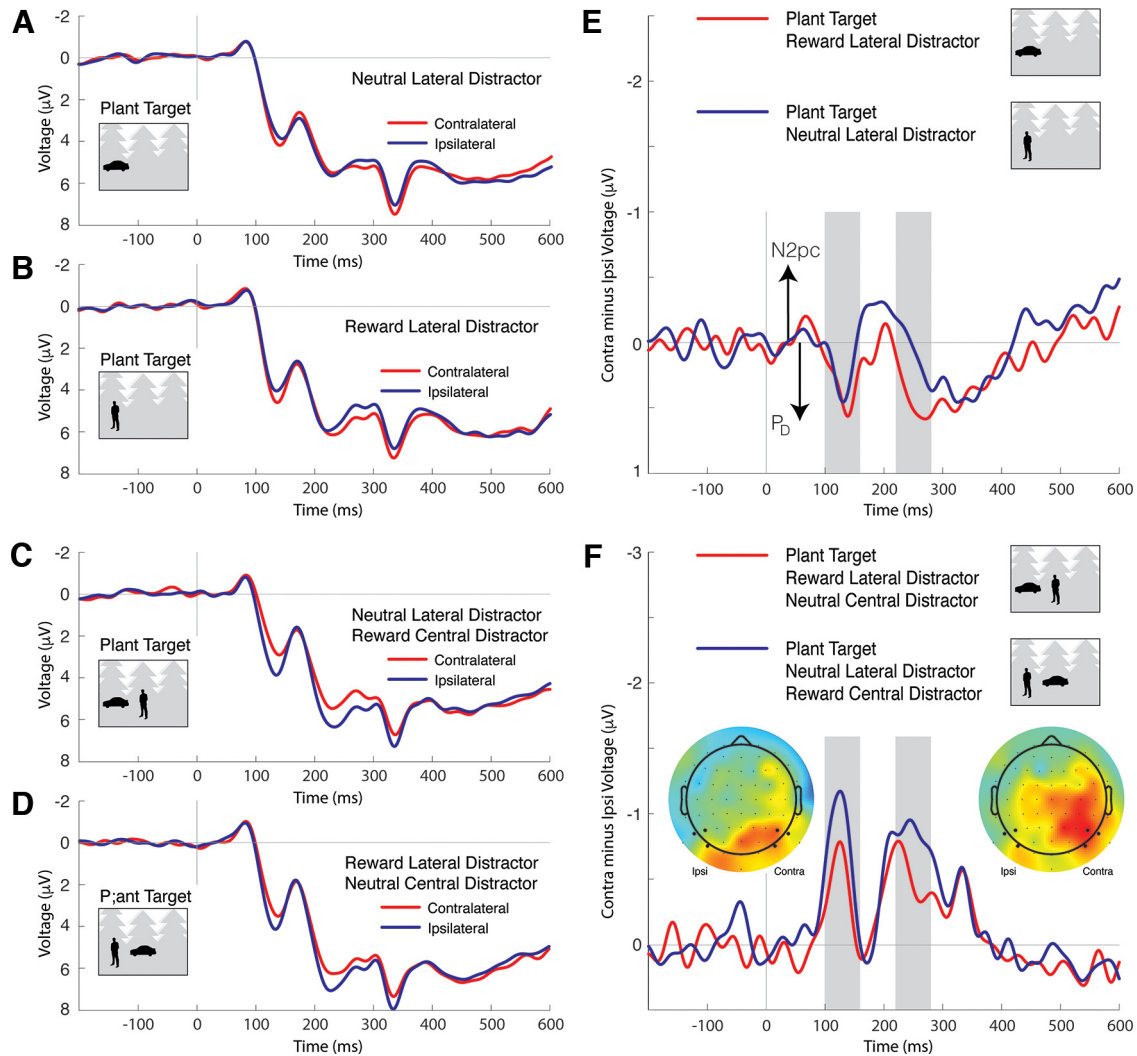 A
-2
0
2
4
6
8
Voltage (µV)
Neutral Lateral Distractor
Plant Target
Contralateral
Ipsilateral
-100 0 100 200 300 400 500 600
Time (ms)
B
-2
0
2
4
6
8
Voltage (µV)
Reward Lateral Distractor
Plant Target
Contralateral
Ipsilateral
-100 0 100 200 300 400 500 600
Time (ms)
C
-2
0
2
4
6
8
Voltage (µV)
Neutral Lateral Distractor
Reward Central Distractor
Plant Target
Contralateral
Ipsilateral
-100 0 100 200 300 400 500 600
Time (ms)
D
-2
0
2
4
6
8
Voltage (µV)
Reward Lateral Distractor
Neutral Central Distractor
P;ant Target
Contralateral
Ipsilateral
-100 0 100 200 300 400 500 600
Time (ms)
E
Plant Target
Reward Lateral Distractor
Plant Target
Neutral Lateral Distractor
-2
-1
0
1
Contra minus Ipsi Voltage (µV)
N2pc
PD
-100 0 100 200 300 400 500 600
Time (ms)
F
-3
-2
-1
0
Contra minus Ipsi Voltage (µV)
Plant Target
Reward Lateral Distractor
Neutral Central Distractor
Plant Target
Neutral Lateral Distractor
Reward Central Distractor
Ipsi Contra
Ipsi Contra
-100 0 100 200 300 400 500 600
Time (ms)